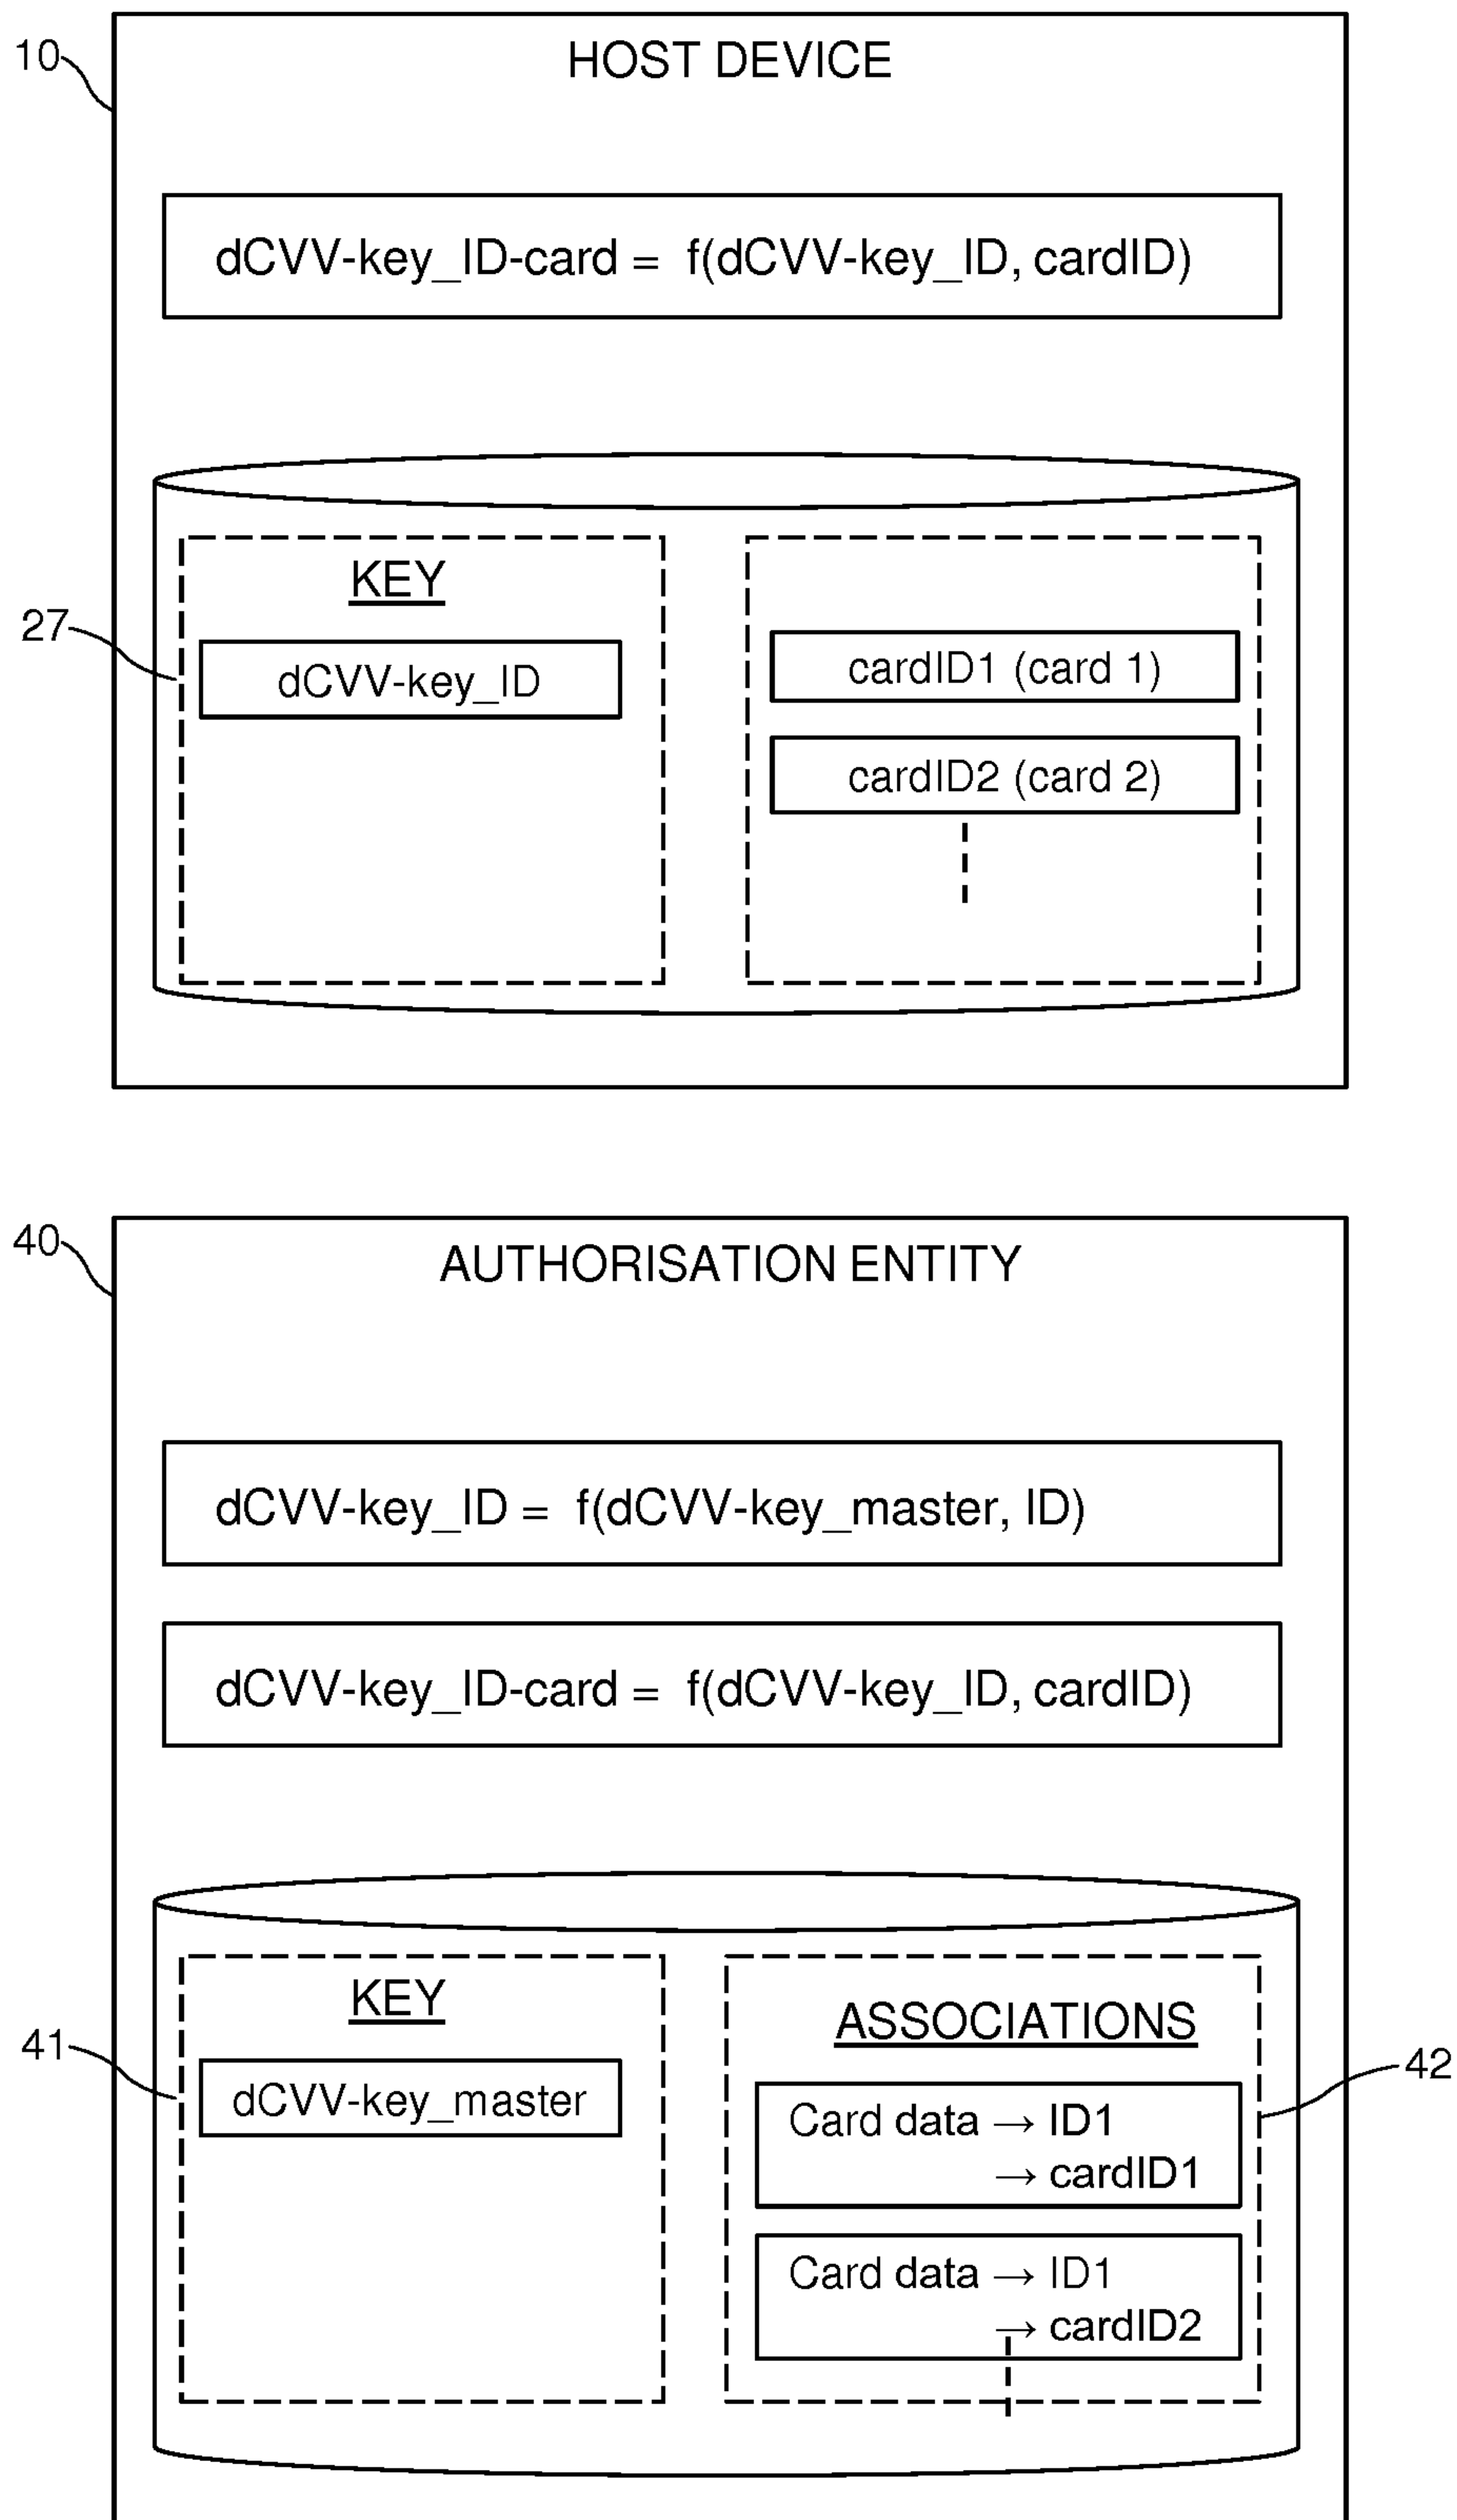 10
HOST DEVICE
dCVV-key_ID-card = f(dCVV-key_ID, cardID)
27
KEY
dCVV-key_ID
cardID1 (card 1)
cardID2 (card 2)
40
AUTHORISATION ENTITY
dCVV-key_ID = f(dCVV-key_master, ID)
dCVV-key_ID-card = f(dCVV-key_ID, cardID)
41
KEY
dCVV-key_master
ASSOCIATIONS
42
Card data → ID1
→ cardID1
Card data → ID1
→ cardID2